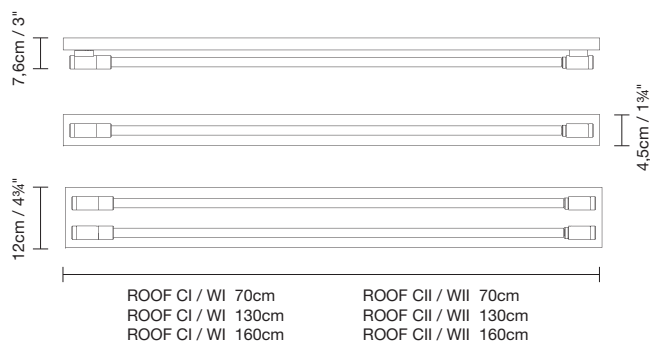 7,6cm / 3"
4,5cm / 1¾"
12cm / 4¾"
ROOF CI / WI 70cm
ROOF CII / WII 70cm
ROOF CI / WI 130cm
ROOF CII / WII 130cm
ROOF CI / WI 160cm
ROOF CII / WII 160cm